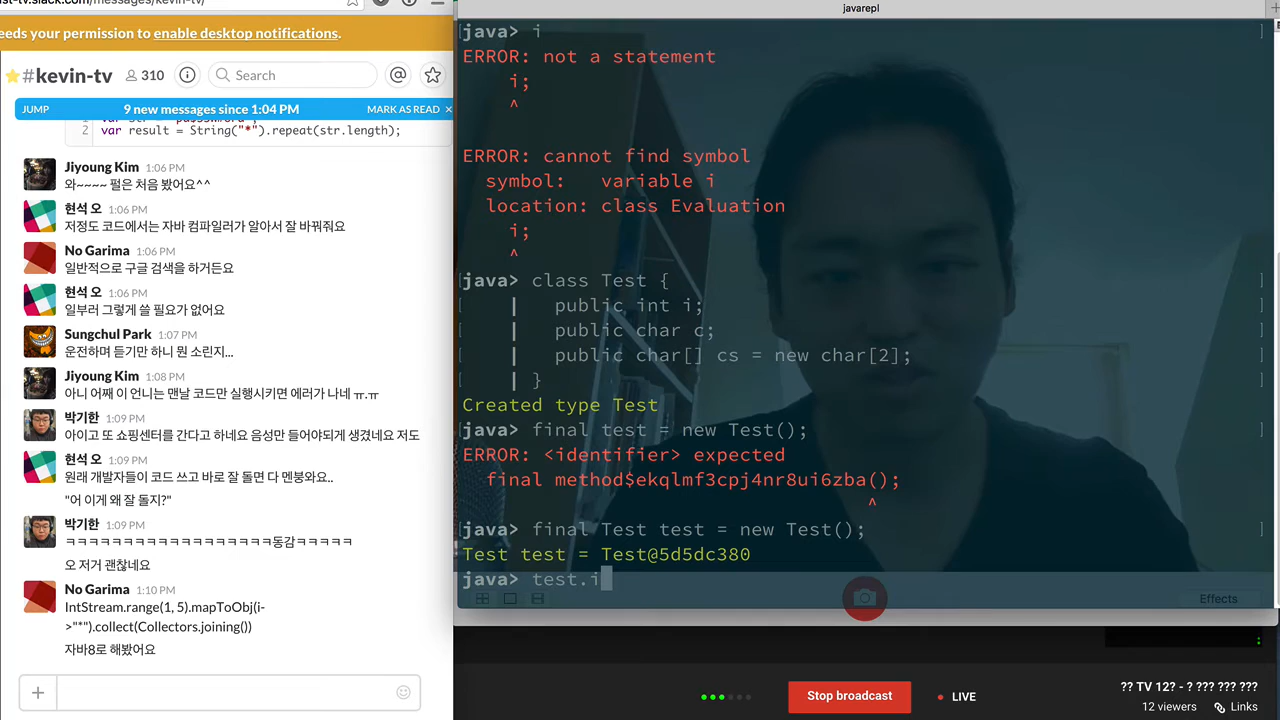 st-tv.slack.com/messages/kevin-tv/
eeds your permission to enable desktop notifications.
#kevin-tv
310
Search
JUMP
9 new messages since 1:04 PM
MARK AS READ ×
1
2 var result = String("*").repeat(str.length);
Jiyoung Kim 1:06 PM
와~~~~ 펄은 처음 봤어요^^
현석 오 1:06 PM
저정도 코드에서는 자바 컴파일러가 알아서 잘 바꿔줘요
No Garima 1:06 PM
일반적으로 구글 검색을 하거든요
현석 오 1:06 PM
일부러 그렇게 쓸 필요가 없어요
Sungchul Park 1:07 PM
운전하며 듣기만 하니 뭔 소린지...
Jiyoung Kim 1:08 PM
아니 어째 이 언니는 맨날 코드만 실행시키면 에러가 나네 ㅠ.ㅠ
박기한 1:09 PM
아이고 또 쇼핑센터를 간다고 하네요 음성만 들어야되게 생겼네요 저도
현석 오 1:09 PM
원래 개발자들이 코드 쓰고 바로 잘 돌면 다 멘붕와요..
"어 이게 왜 잘 돌지?"
박기한 1:09 PM
ㅋㅋㅋㅋㅋㅋㅋㅋㅋㅋㅋㅋㅋㅋㅋㅋㅋㅋ동감ㅋㅋㅋㅋㅋ
오 저거 괜찮네요
No Garima 1:10 PM
IntStream.range(1, 5).mapToObj(i-
>"*").collect(Collectors.joining())
자바8로 해봤어요
javarepl
java> i
ERROR: not a statement
i;
^
ERROR: cannot find symbol
symbol: variable i
location: class Evaluation
i;
^
java> class Test {
| public int i;
| public char c;
| public char[] cs = new char[2];
| }
Created type Test
java> final test = new Test();
ERROR: <identifier> expected
final method$ekqlmf3cpj4nr8ui6zba();
^
java> final Test test = new Test();
Test test = Test@5d5dc380
java> test.i
Effects
Stop broadcast
LIVE
?? TV 12? - ? ??? ??? ???
12 viewers
Links